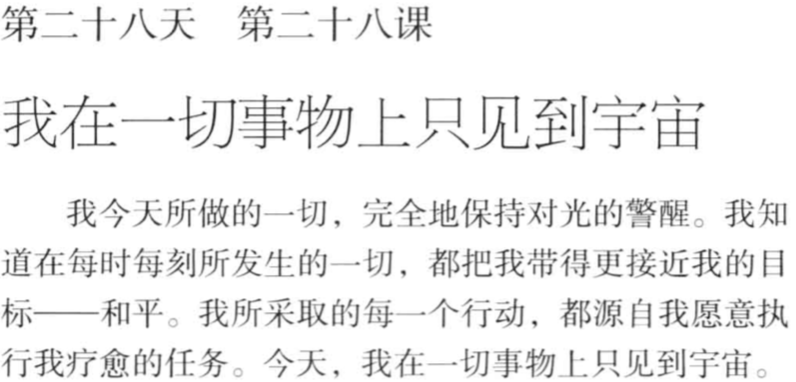 第二十八天　第二十八课
我在一切事物上只见到宇宙
我今天所做的一切，完全地保持对光的警醒。我知
道在每时每刻所发生的一切，都把我带得更接近我的目
标——和平。我所采取的每一个行动，都源自我愿意执
行我疗愈的任务。今天，我在一切事物上只见到宇宙。